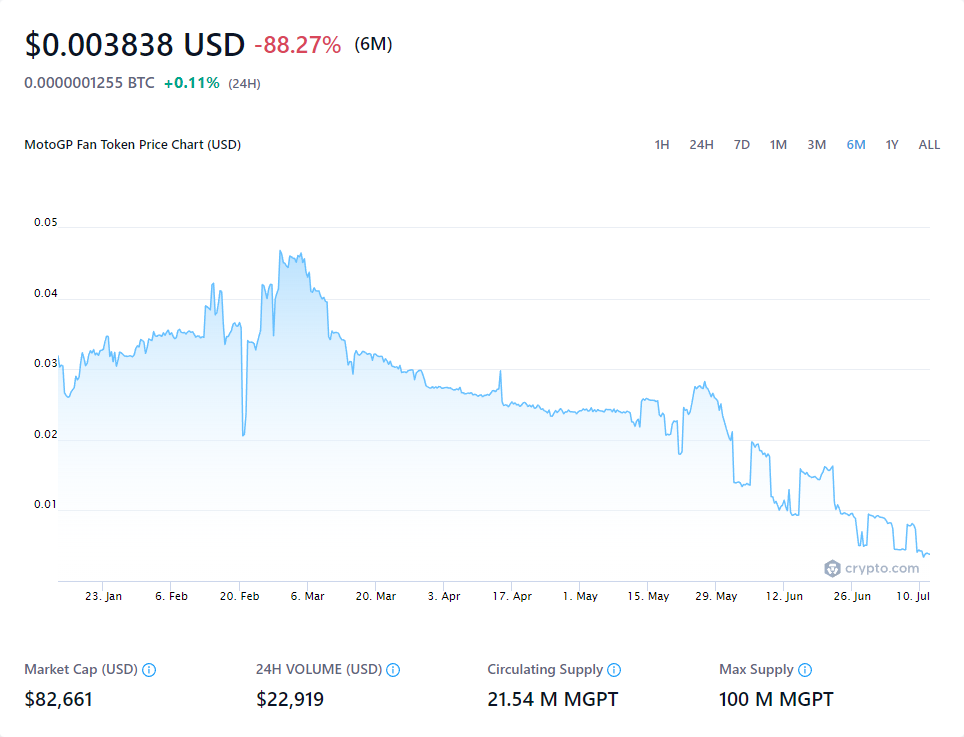 $0.003838 USD -88.27% (6M)
0.0000001255 BTC +0.11% (24H)
MotoGP Fan Token Price Chart (USD) 1H 24H 7D 1M 3M 6M 1Y ALL
0.05
0.04
0.03
0.02
0.01
crypto.com
23. Jan 6. Feb 20. Feb 6. Mar 20. Mar 3. Apr 17. Apr 1. May 15. May 29. May 12. Jun 26. Jun 10. Jul
Market Cap (USD) 24H VOLUME (USD) Circulating Supply Max Supply
$82,661 $22,919 21.54 M MGPT 100 M MGPT